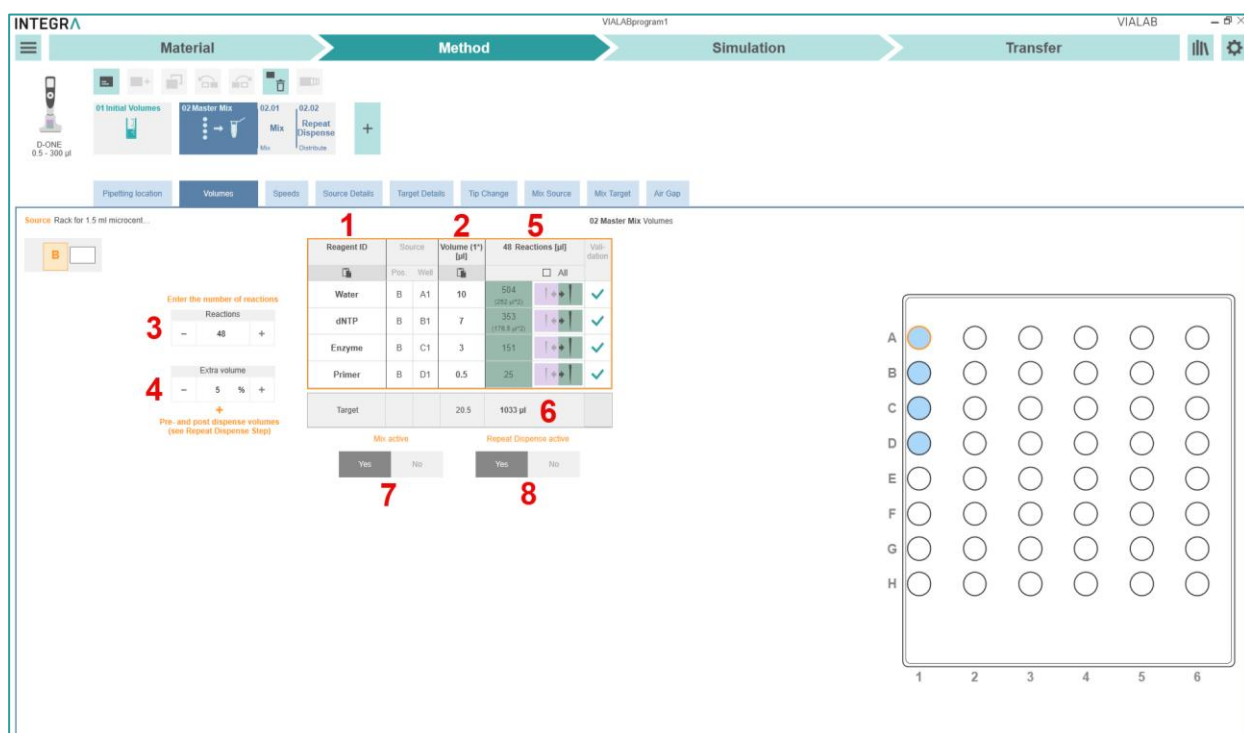 INTEGRA
VIALABprogram1
VIALAB
Material
Method
Simulation
Transfer
D-ONE
0.5 - 300 µl
01 Initial Volumes
02 Master Mix
02.01
Mix
Mix
02.02
Repeat
Dispense
Distribute
+
Pipetting location
Volumes
Speeds
Source Details
Target Details
Tip Change
Mix Source
Mix Target
Air Gap
Source Rack for 1.5 ml microcent...
B
02 Master Mix Volumes
1
2
5
Reagent ID
Source
Volume (1*)
[µl]
48 Reactions [µl]
Vali-
dation
Pos.
Well
All
Water B A1 10 504
(252 µl*2)
dNTP B B1 7 353
(176.5 µl*2)
Enzyme B C1 3 151
Primer B D1 0.5 25
Target 20.5 1033 µl
6
Enter the number of reactions
Reactions
3
- 48 +
Extra volume
4
- 5 % +
+
Pre- and post dispense volumes
(see Repeat Dispense Step)
Mix active
Yes No
7
Repeat Dispense active
Yes No
8
A
B
C
D
E
F
G
H
1 2 3 4 5 6